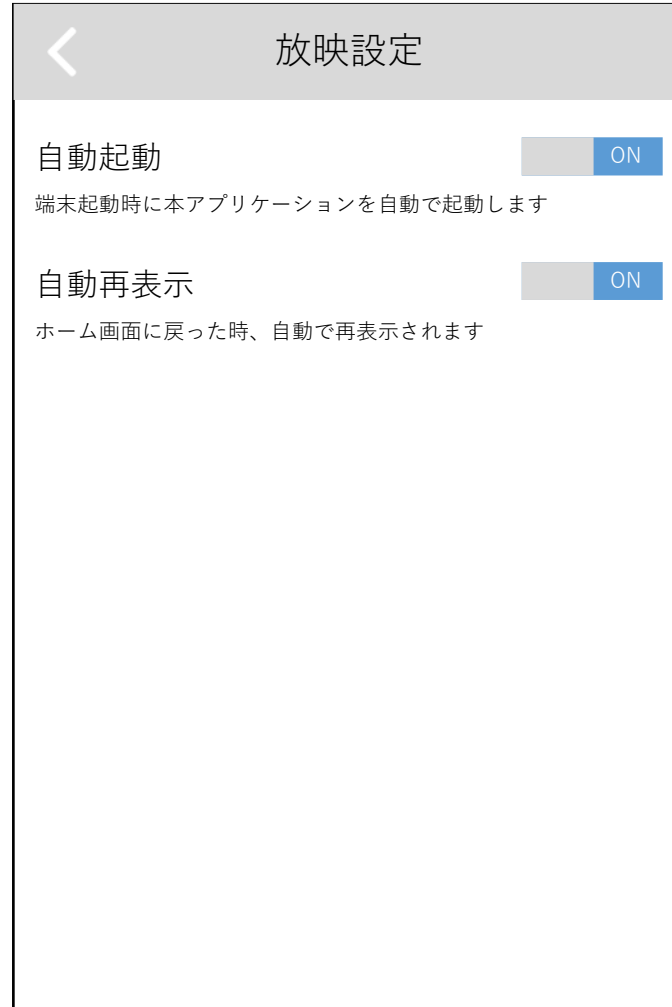 放映設定
自動起動
ON
端末起動時に本アプリケーションを自動で起動します
自動再表示
ON
ホーム画面に戻った時、自動で再表示されます